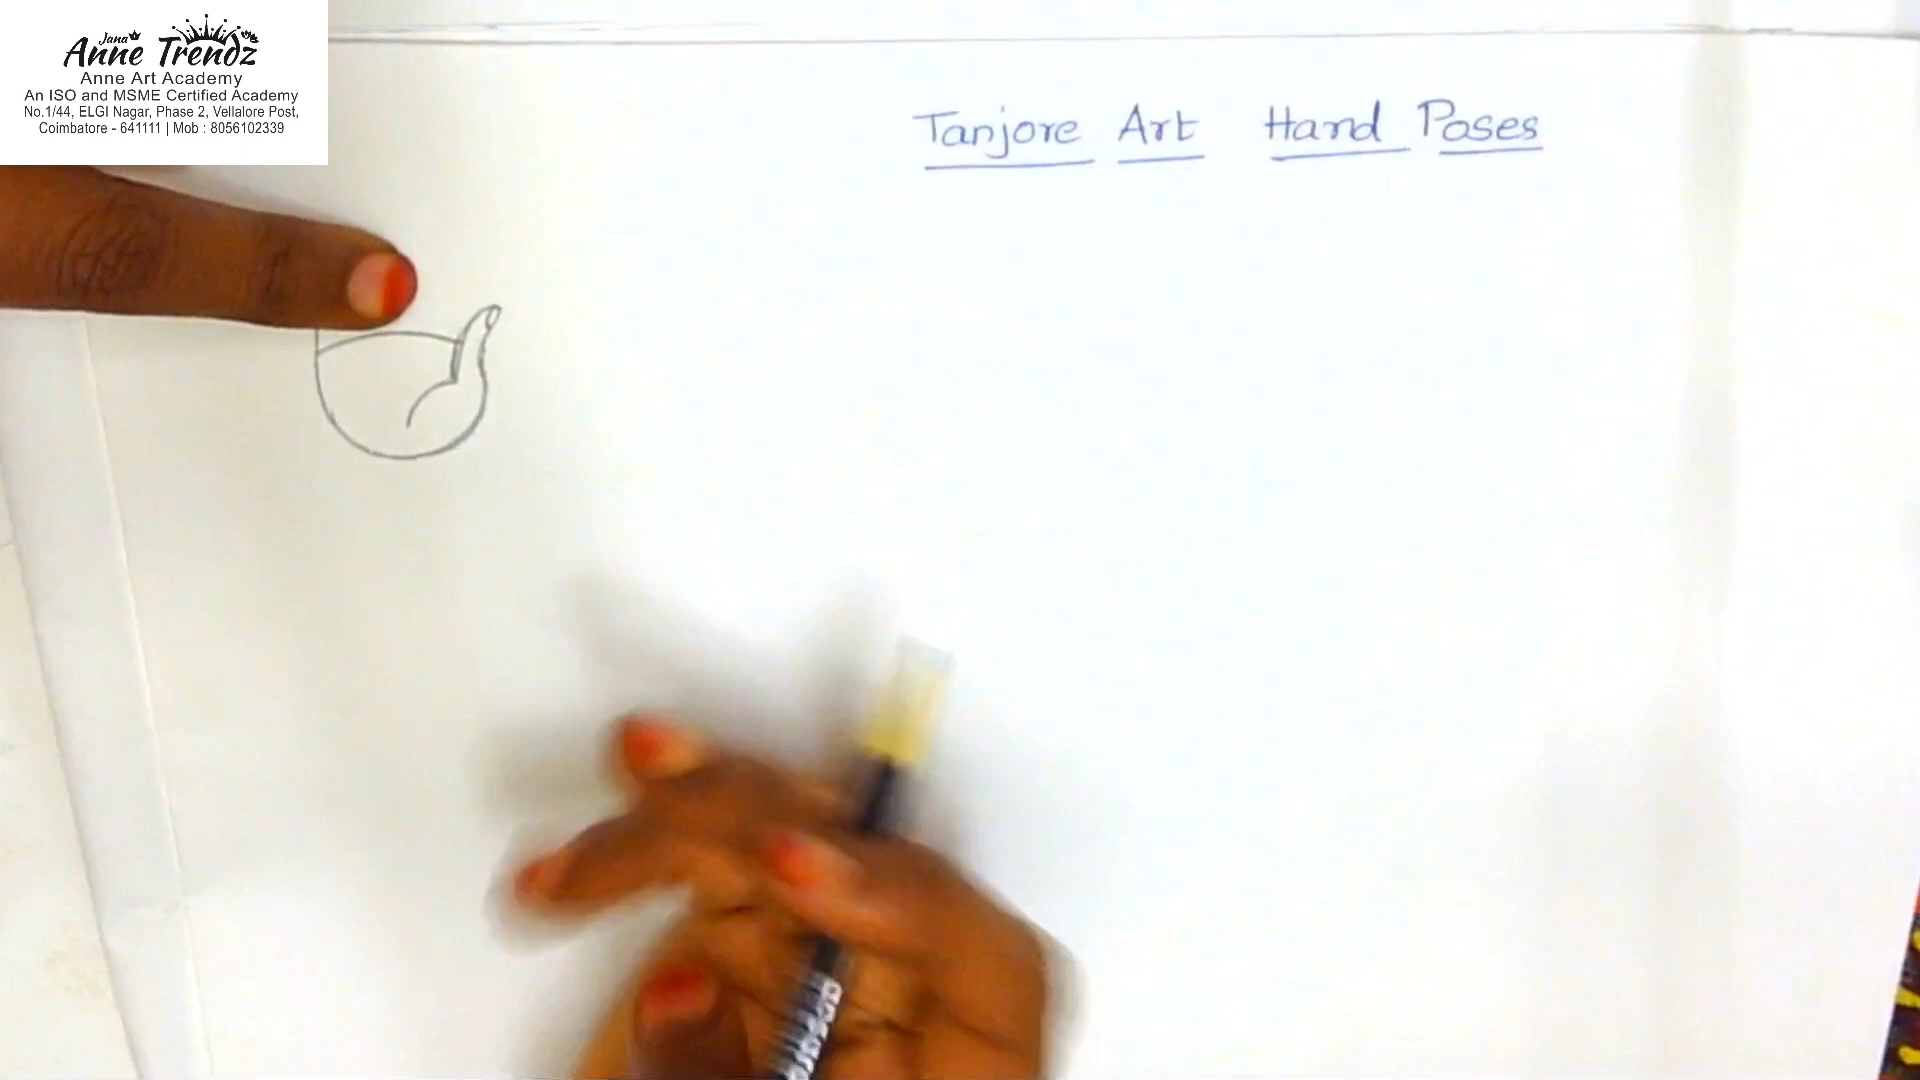 Jana
Anne Trendz
Anne Art Academy
An ISO and MSME Certified Academy
No.1/44, ELGI Nagar, Phase 2, Vellalore Post,
Coimbatore - 641111 | Mob : 8056102339
Tanjore Art Hand Poses